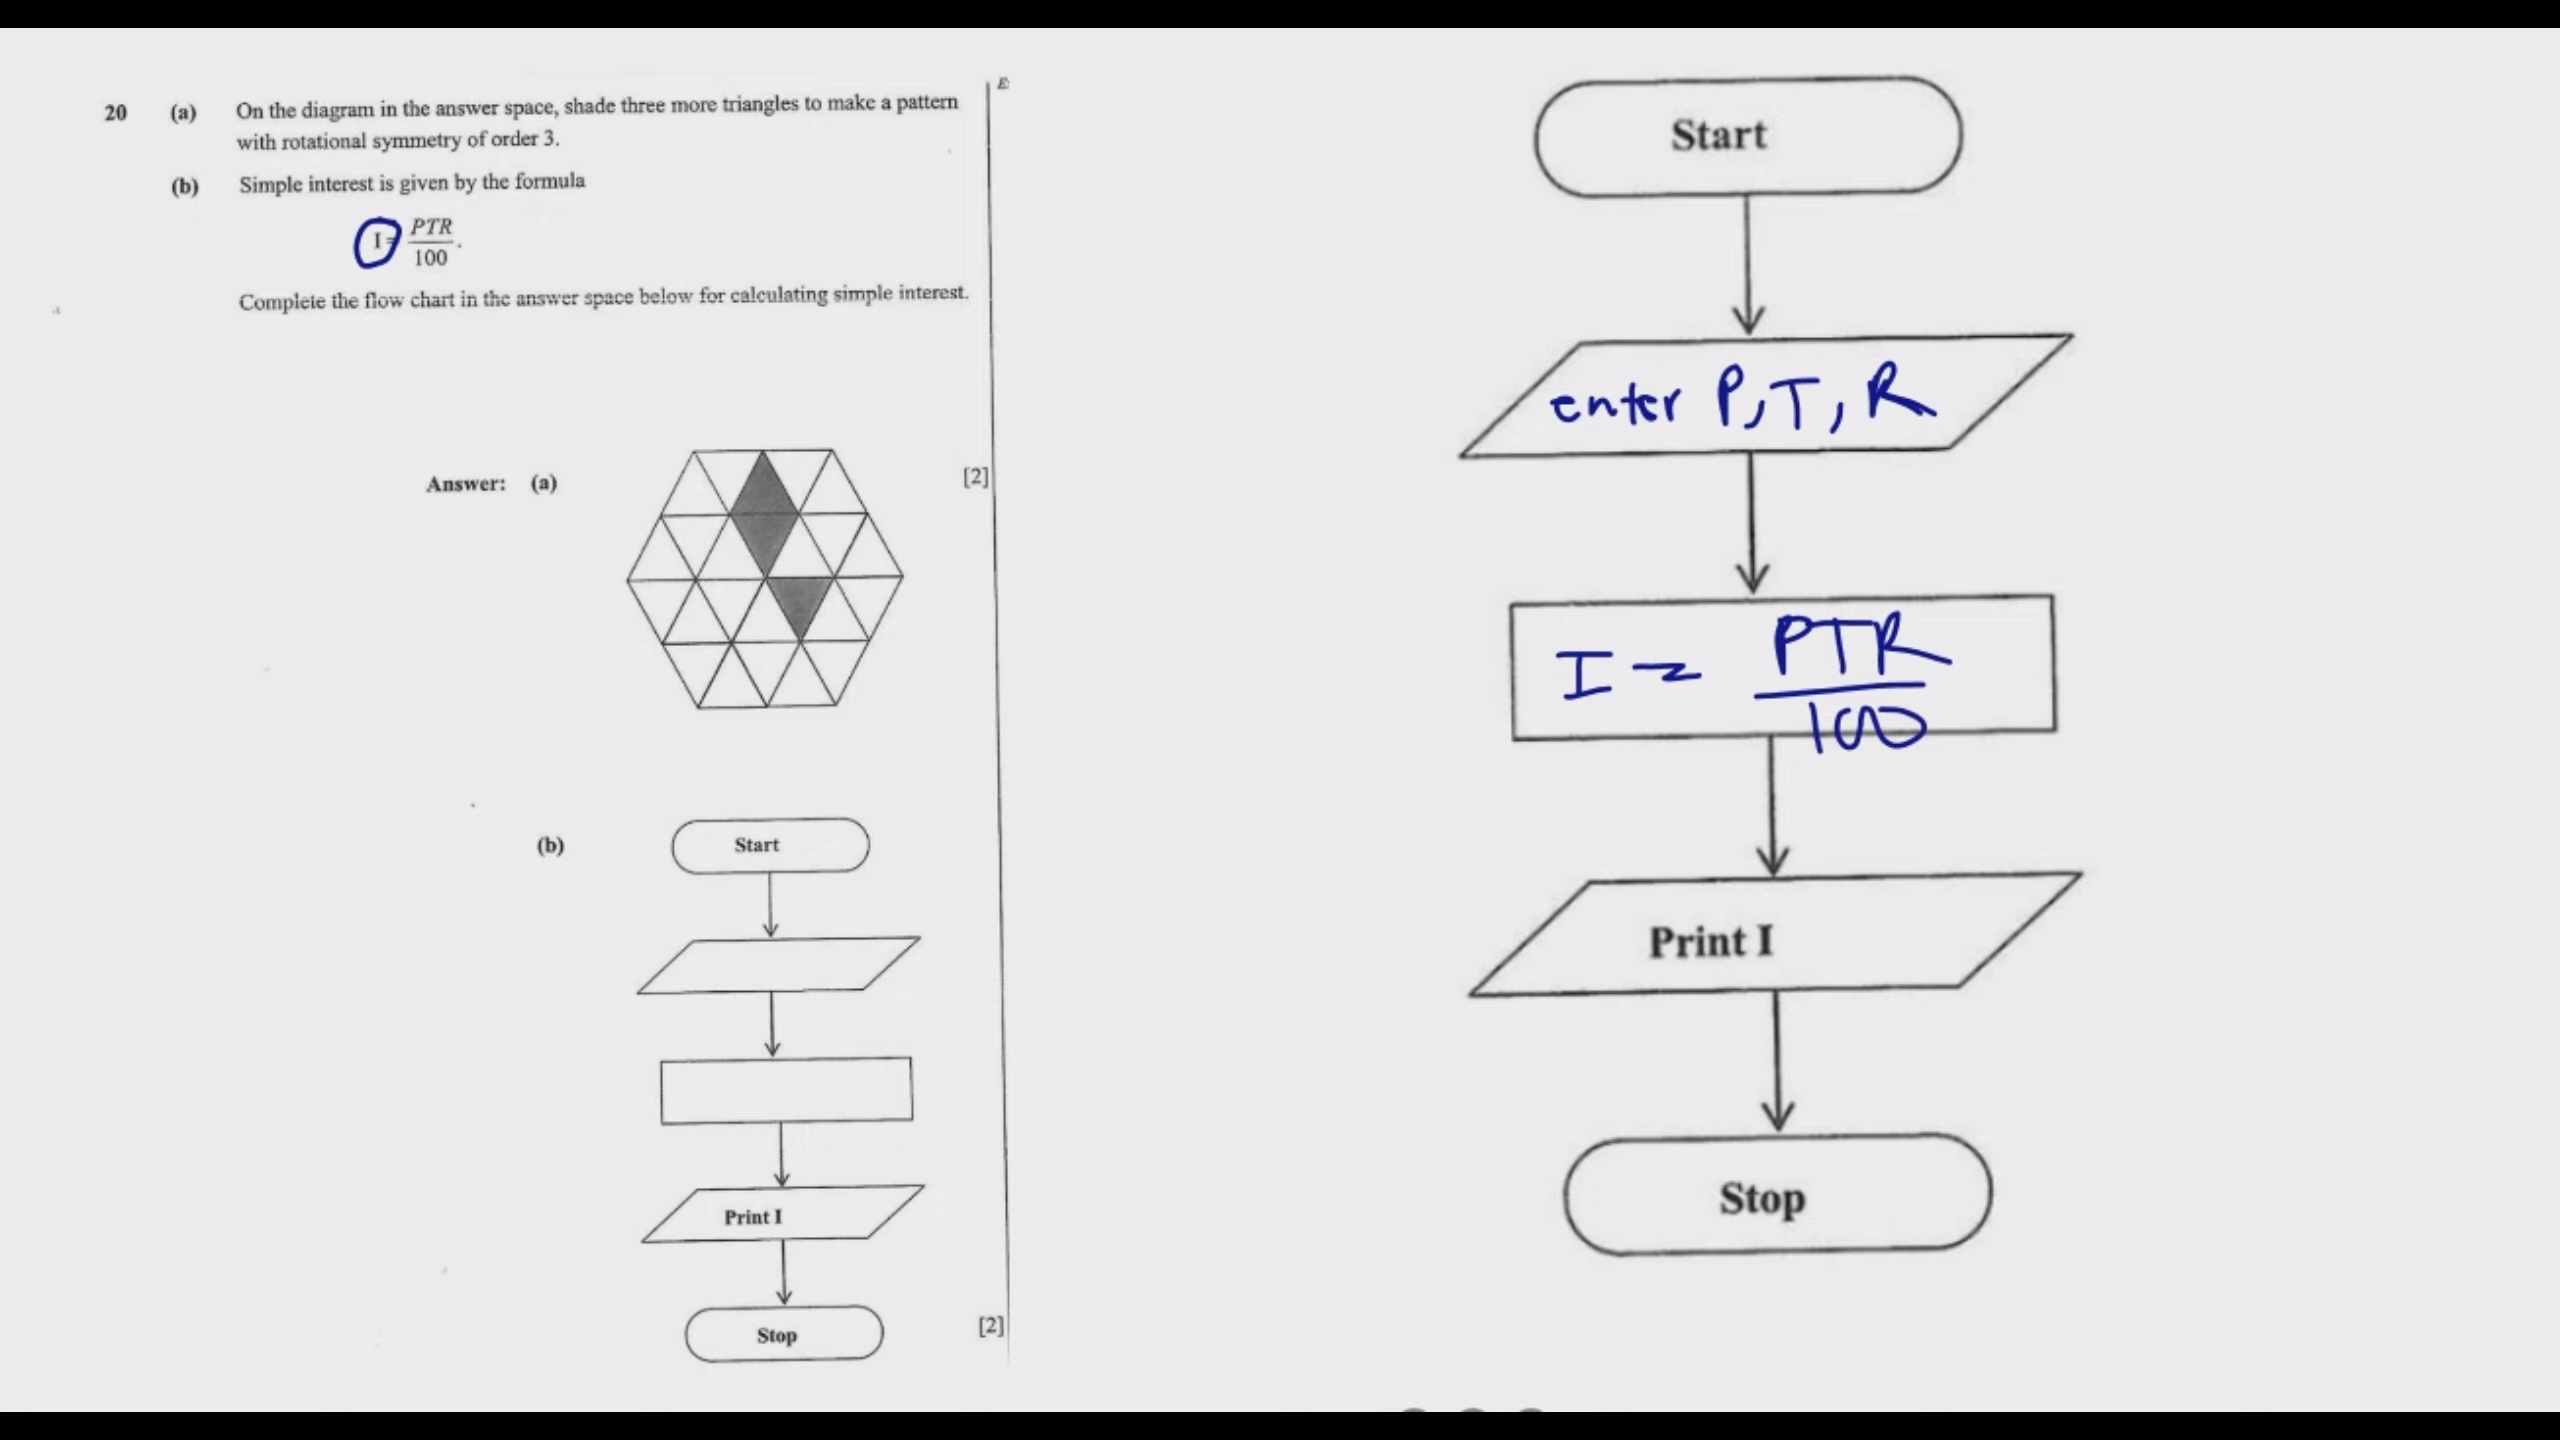 E
20 (a) On the diagram in the answer space, shade three more triangles to make a pattern
with rotational symmetry of order 3.
(b) Simple interest is given by the formula
I = PTR
100 .
Complete the flow chart in the answer space below for calculating simple interest.
Answer: (a)
[2]
(b)
Start
Print I
Stop
[2]
Start
enter P, T, R
I = PTR
100
Print I
Stop